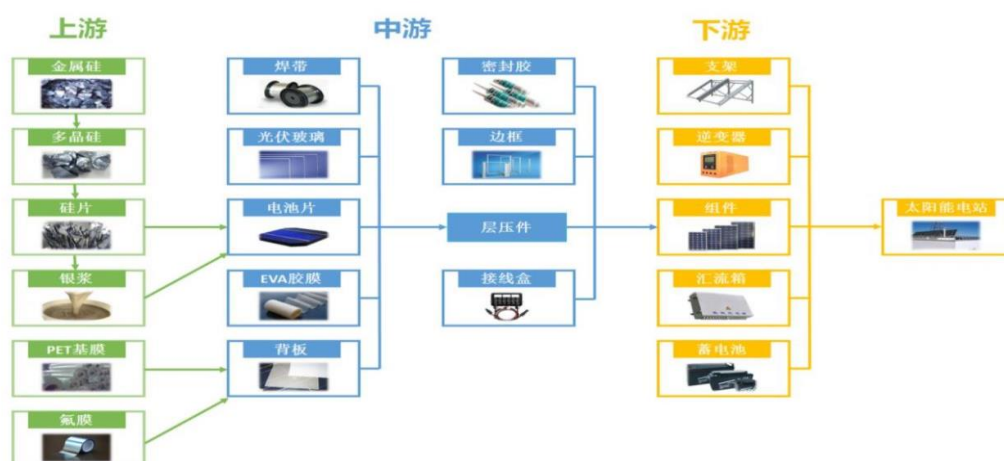 上游
中游
下游
金属硅
多晶硅
硅片
银浆
PET基膜
氟膜
焊带
光伏玻璃
电池片
EVA胶膜
背板
密封胶
边框
层压件
接线盒
支架
逆变器
组件
汇流箱
蓄电池
太阳能电站